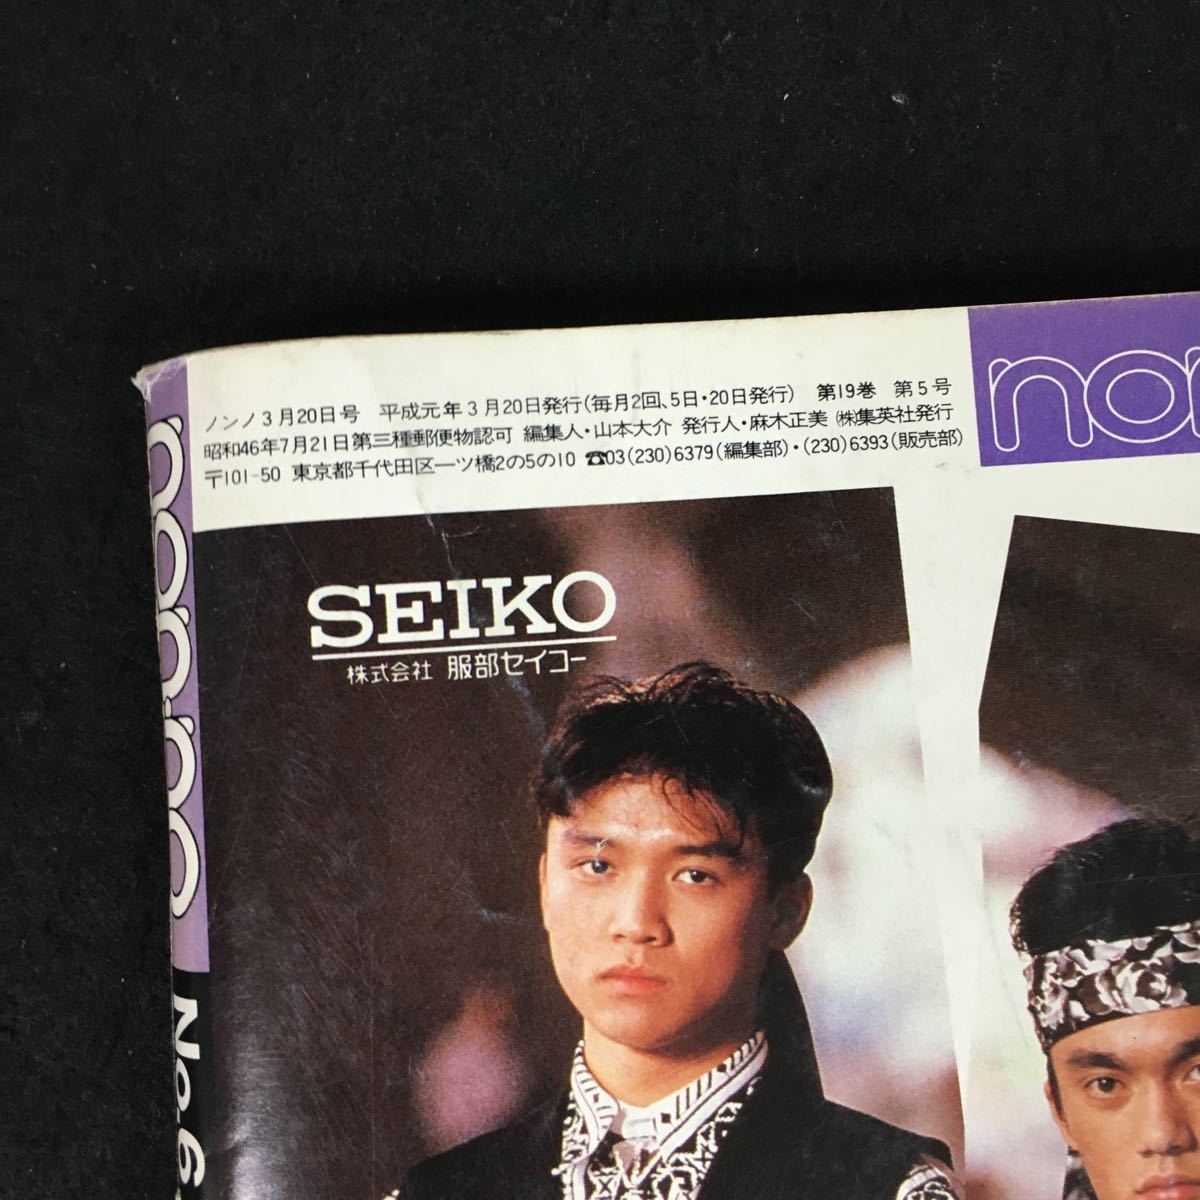 ノンノ3月20日号 平成元年3月20日発行(毎月2回、5日・20日発行) 第19巻 第5号
昭和46年7月21日第三種郵便物認可 編集人・山本大介 発行人・麻木正美 ㈱集英社発行
〒101-50 東京都千代田区一ツ橋2の5の10 ☎03(230)6379(編集部)・(230)6393(販売部)
non
SEIKO
株式会社 服部セイコー
non・no
No.6